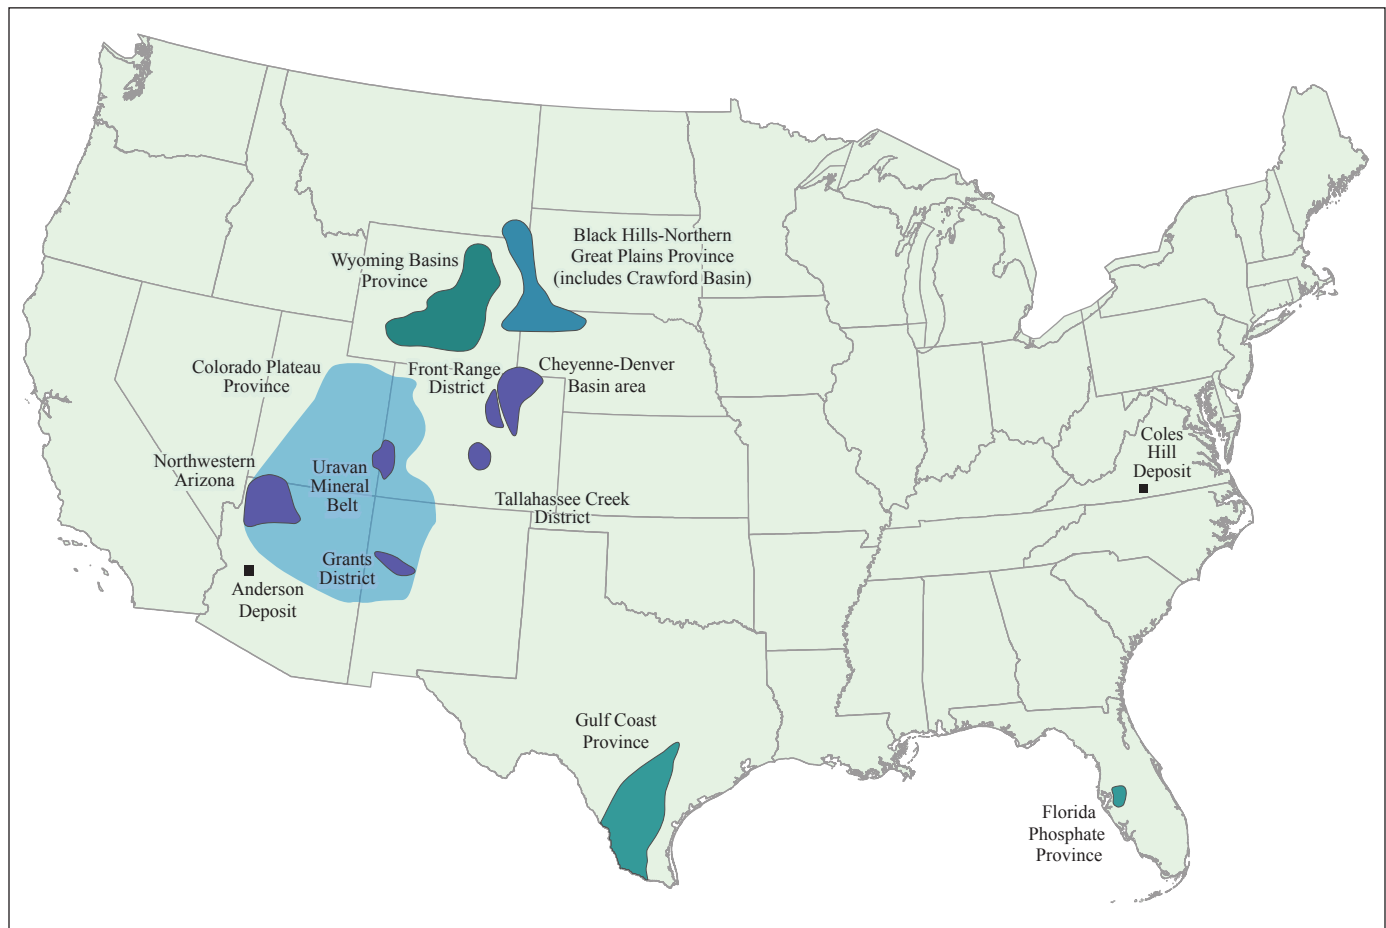 Black Hills-Northern
Great Plains Province
(includes Crawford Basin)
Wyoming Basins
Province
Colorado Plateau
Province
Front Range
District
Cheyenne-Denver
Basin area
Northwestern
Arizona
Uravan
Mineral
Belt
Coles
Hill
Deposit
Tallahassee Creek
District
Grants
District
Anderson
Deposit
Gulf Coast
Province
Florida
Phosphate
Province